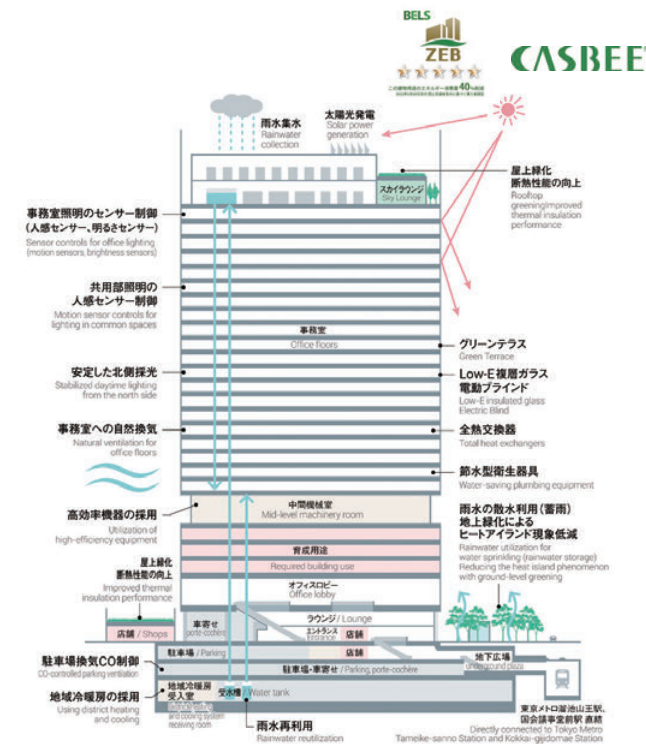 BELS
ZEB
CASBEE
雨水集水
Rainwater
collection
太陽光発電
Solar power
generation
スカイラウンジ
Sky Lounge
屋上緑化
断熱性能の向上
Rooftop
greeningImproved
thermal insulation
performance
事務室照明のセンサー制御
(人感センサー、明るさセンサー)
Sensor controls for office lighting
(motion sensors, brightness sensors)
共用部照明の
人感センサー制御
Motion sensor controls for
lighting in common spaces
事務室
Office floors
グリーンテラス
Green Terrace
安定した北側採光
Stabilized daytime lighting
from the north side
Low-E複層ガラス
電動ブラインド
Low-E insulated glass
Electric Blind
事務室への自然換気
Natural ventilation for
office floors
全熱交換器
Total heat exchangers
節水型衛生器具
Water-saving plumbing equipment
高効率機器の採用
Utilization of
high-efficiency equipment
中間機械室
Mid-level machinery room
雨水の散水利用(蓄雨)
地上緑化による
ヒートアイランド現象低減
Rainwater utilization for
water sprinkling (rainwater storage)
Reducing the heat island phenomenon
with ground-level greening
育成用途
Required building use
屋上緑化
断熱性能の向上
Improved thermal
insulation performance
オフィスロビー
Office lobby
店舗 / Shops
車寄せ
porte-cochère
ラウンジ / Lounge
エントランス
Entrance
店舗
駐車場 / Parking
店舗
地下広場
underground plaza
駐車場換気CO制御
CO-controlled parking ventilation
駐車場・車寄せ / Parking, porte-cochère
地域冷暖房の採用
Using district heating
and cooling
地域冷暖房
受入室
and cooling system
receiving room
受水槽 / Water tank
雨水再利用
Rainwater reutilization
東京メトロ溜池山王駅、
国会議事堂前駅 直結
Directly connected to Tokyo Metro
Tameike-sanno Station and Kokkai-gijidomae Station